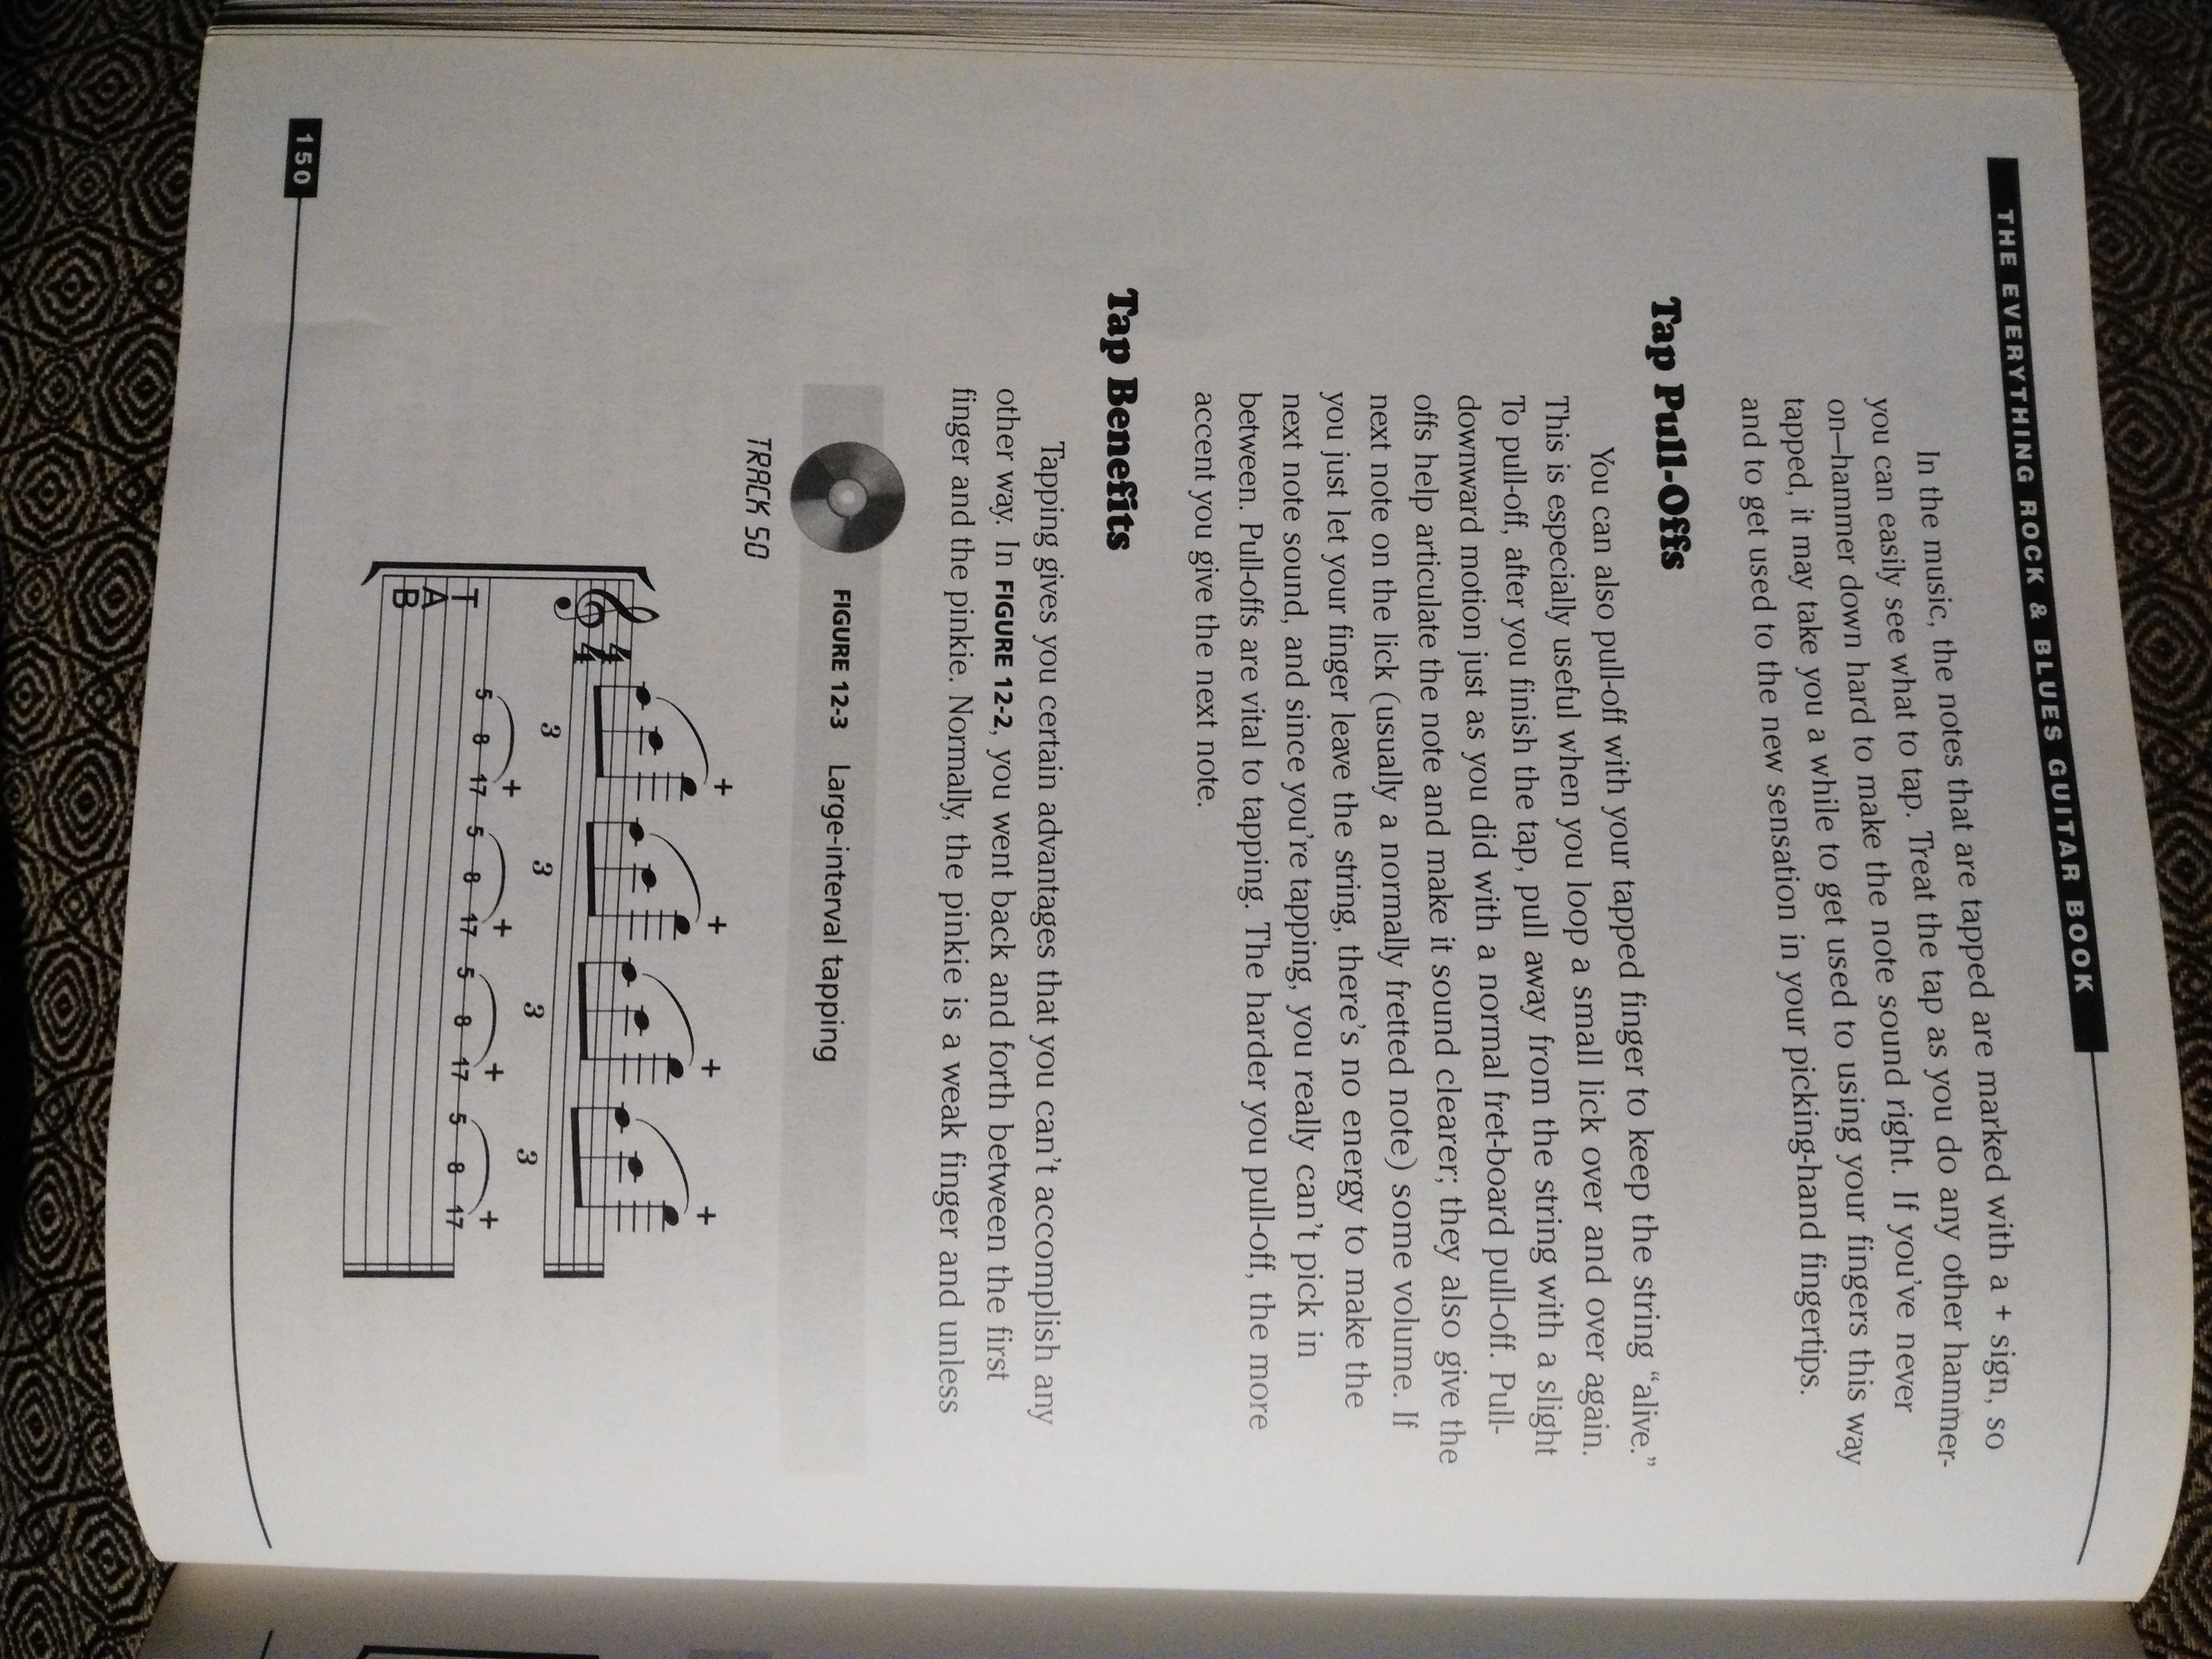 THE EVERYTHING ROCK & BLUES GUITAR BOOK
In the music, the notes that are tapped are marked with a + sign, so
you can easily see what to tap. Treat the tap as you do any other hammer-
on—hammer down hard to make the note sound right. If you've never
tapped, it may take you a while to get used to using your fingers this way
and to get used to the new sensation in your picking-hand fingertips.
Tap Pull-Offs
You can also pull-off with your tapped finger to keep the string “alive.”
This is especially useful when you loop a small lick over and over again.
To pull-off, after you finish the tap, pull away from the string with a slight
downward motion just as you did with a normal fret-board pull-off. Pull-
offs help articulate the note and make it sound clearer; they also give the
next note on the lick (usually a normally fretted note) some volume. If
you just let your finger leave the string, there's no energy to make the
next note sound, and since you're tapping, you really can't pick in
between. Pull-offs are vital to tapping. The harder you pull-off, the more
accent you give the next note.
Tap Benefits
Tapping gives you certain advantages that you can't accomplish any
other way. In FIGURE 12-2, you went back and forth between the first
finger and the pinkie. Normally, the pinkie is a weak finger and unless
FIGURE 12-3 Large-interval tapping
TRACK 50
+ + + +
4
4
3 3 3 3
+ + + +
T 5 8 17 5 8 17 5 8 17 5 8 17
A
B
150